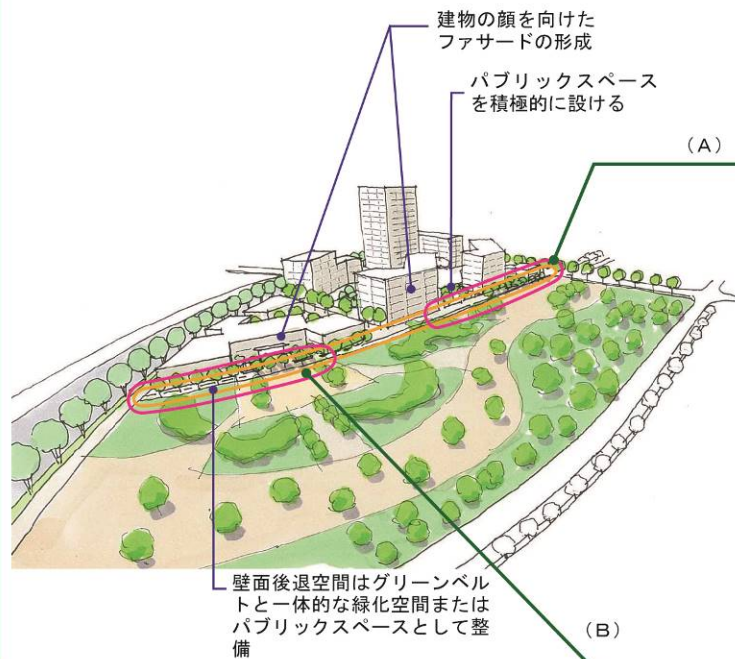 建物の顔を向けた
ファサードの形成
パブリックスペース
を積極的に設ける
（A）
壁面後退空間はグリーンベル
トと一体的な緑化空間または
パブリックスペースとして整
備
（B）